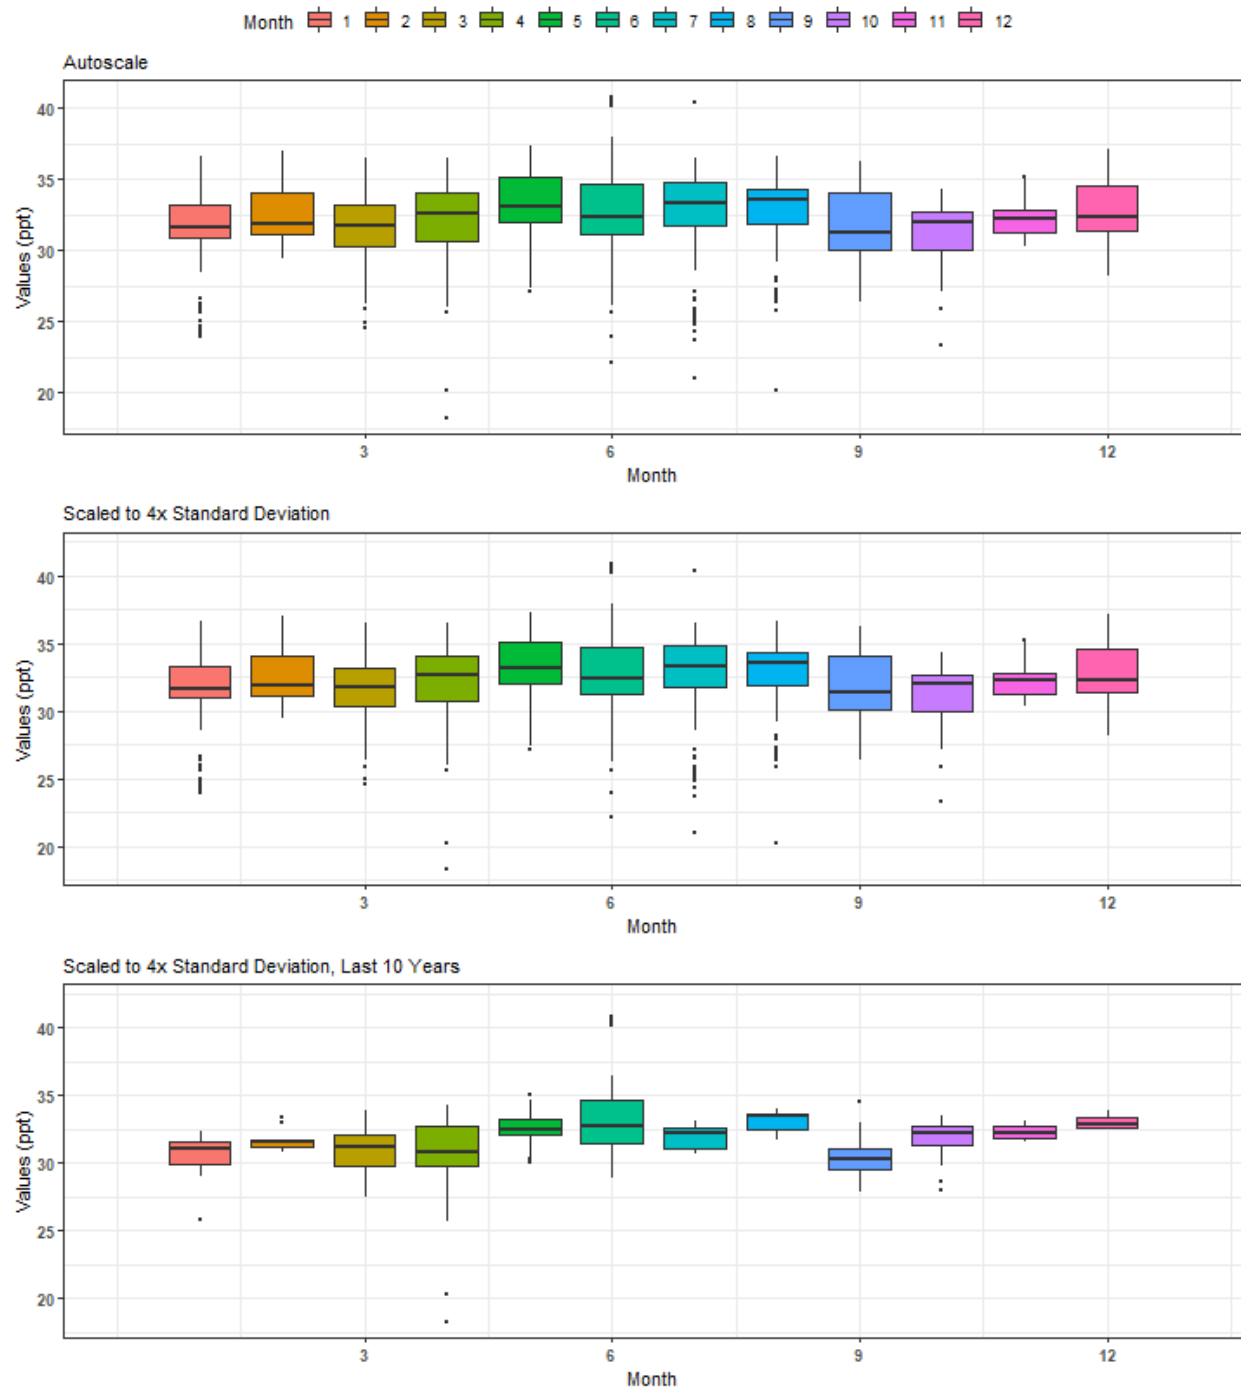 Month 1 2 3 4 5 6 7 8 9 10 11 12
Autoscale
Values (ppt)
40
35
30
25
20
3 6 9 12
Month
Scaled to 4x Standard Deviation
Values (ppt)
40
35
30
25
20
3 6 9 12
Month
Scaled to 4x Standard Deviation, Last 10 Years
Values (ppt)
40
35
30
25
20
3 6 9 12
Month